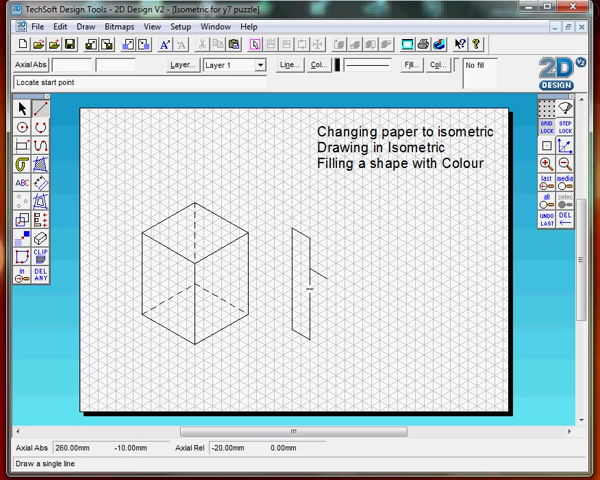 TechSoft Design Tools - 2D Design V2 - [Isometric for y7 puzzle]
File Edit Draw Bitmaps View Setup Window Help
Axial Abs
Layer... Layer 1 Line... Col... Fill... Col... No fill
2D V2
DESIGN
Locate start point
Changing paper to isometric
Drawing in Isometric
Filling a shape with Colour
GRID LOCK
STEP LOCK
ABC
CLIP
in
DEL ANY
last
media
all
selec
UNDO LAST
DEL
Axial Abs 260.00mm -10.00mm Axial Rel -20.00mm 0.00mm
Draw a single line